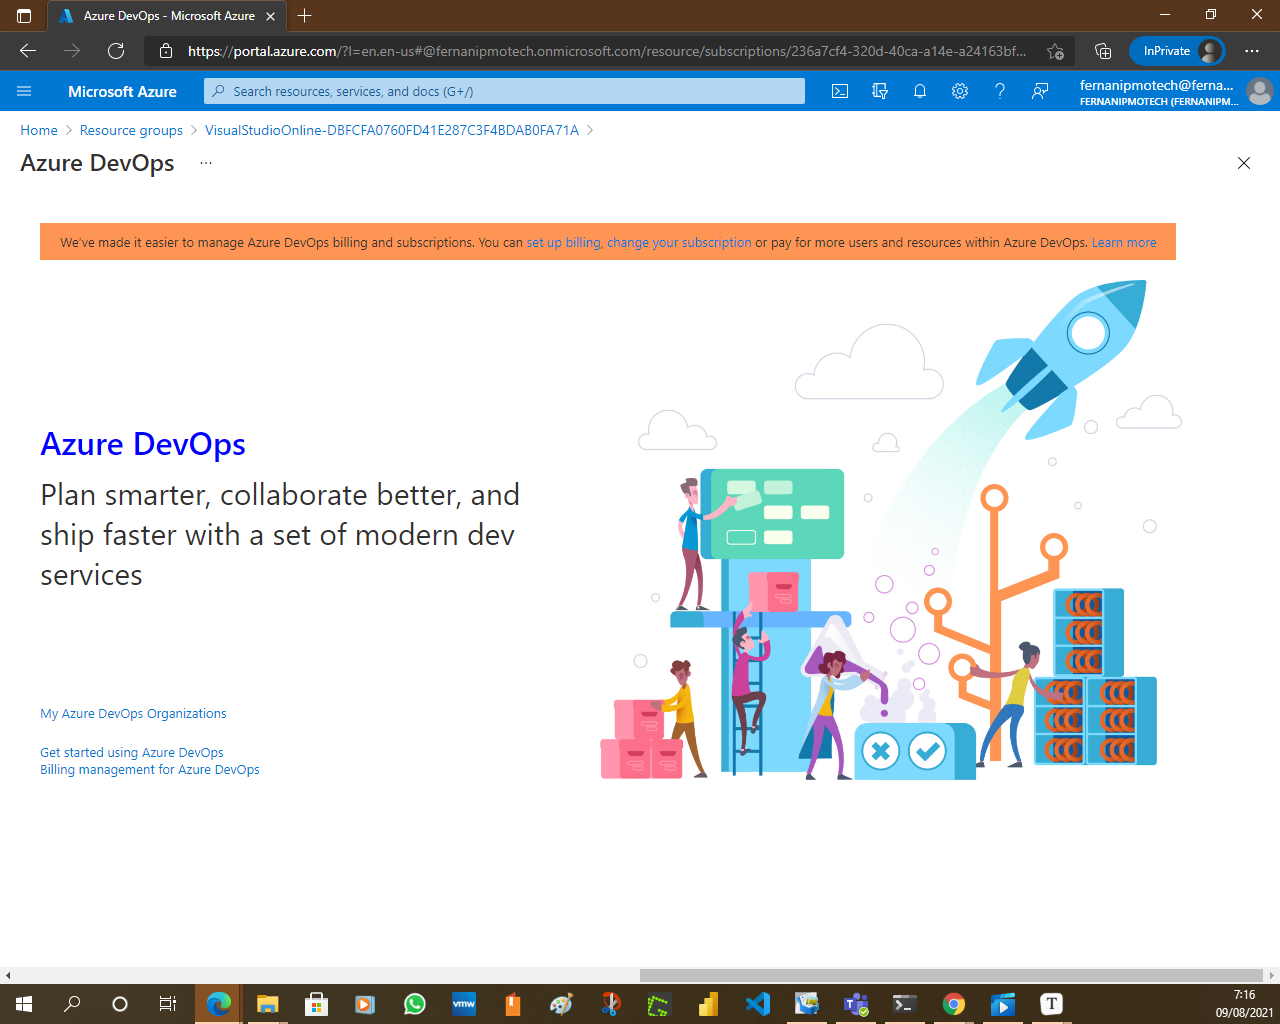 Azure DevOps - Microsoft Azure
https://portal.azure.com/?l=en.en-us#@fernanipmotech.onmicrosoft.com/resource/subscriptions/236a7cf4-320d-40ca-a14e-a24163bf...
InPrivate
Microsoft Azure
Search resources, services, and docs (G+/)
fernanipmotech@ferna...
FERNANIPMOTECH (FERNANIPM...
Home > Resource groups > VisualStudioOnline-DBFCFA0760FD41E287C3F4BDAB0FA71A >
Azure DevOps ...
We've made it easier to manage Azure DevOps billing and subscriptions. You can set up billing, change your subscription or pay for more users and resources within Azure DevOps. Learn more
Azure DevOps
Plan smarter, collaborate better, and
ship faster with a set of modern dev
services
My Azure DevOps Organizations
Get started using Azure DevOps
Billing management for Azure DevOps
vmw
T
7:16
09/08/2021